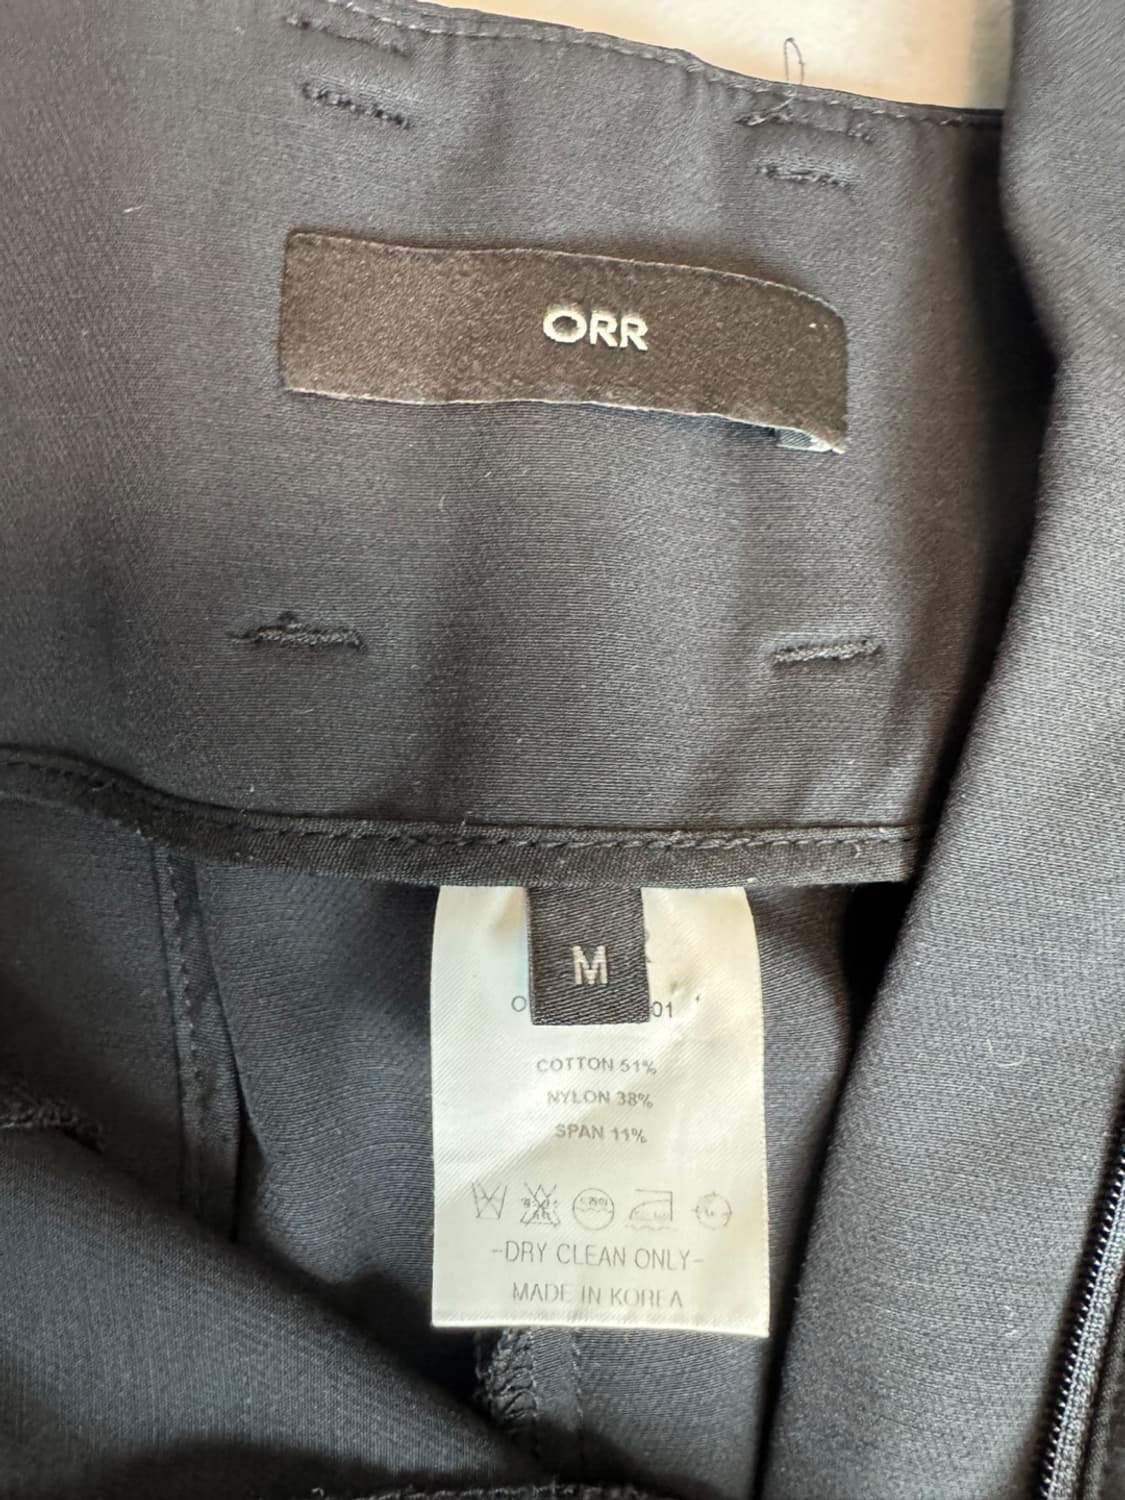 ORR
M
COTTON 51%
NYLON 38%
SPAN 11%
-DRY CLEAN ONLY-
MADE IN KOREA